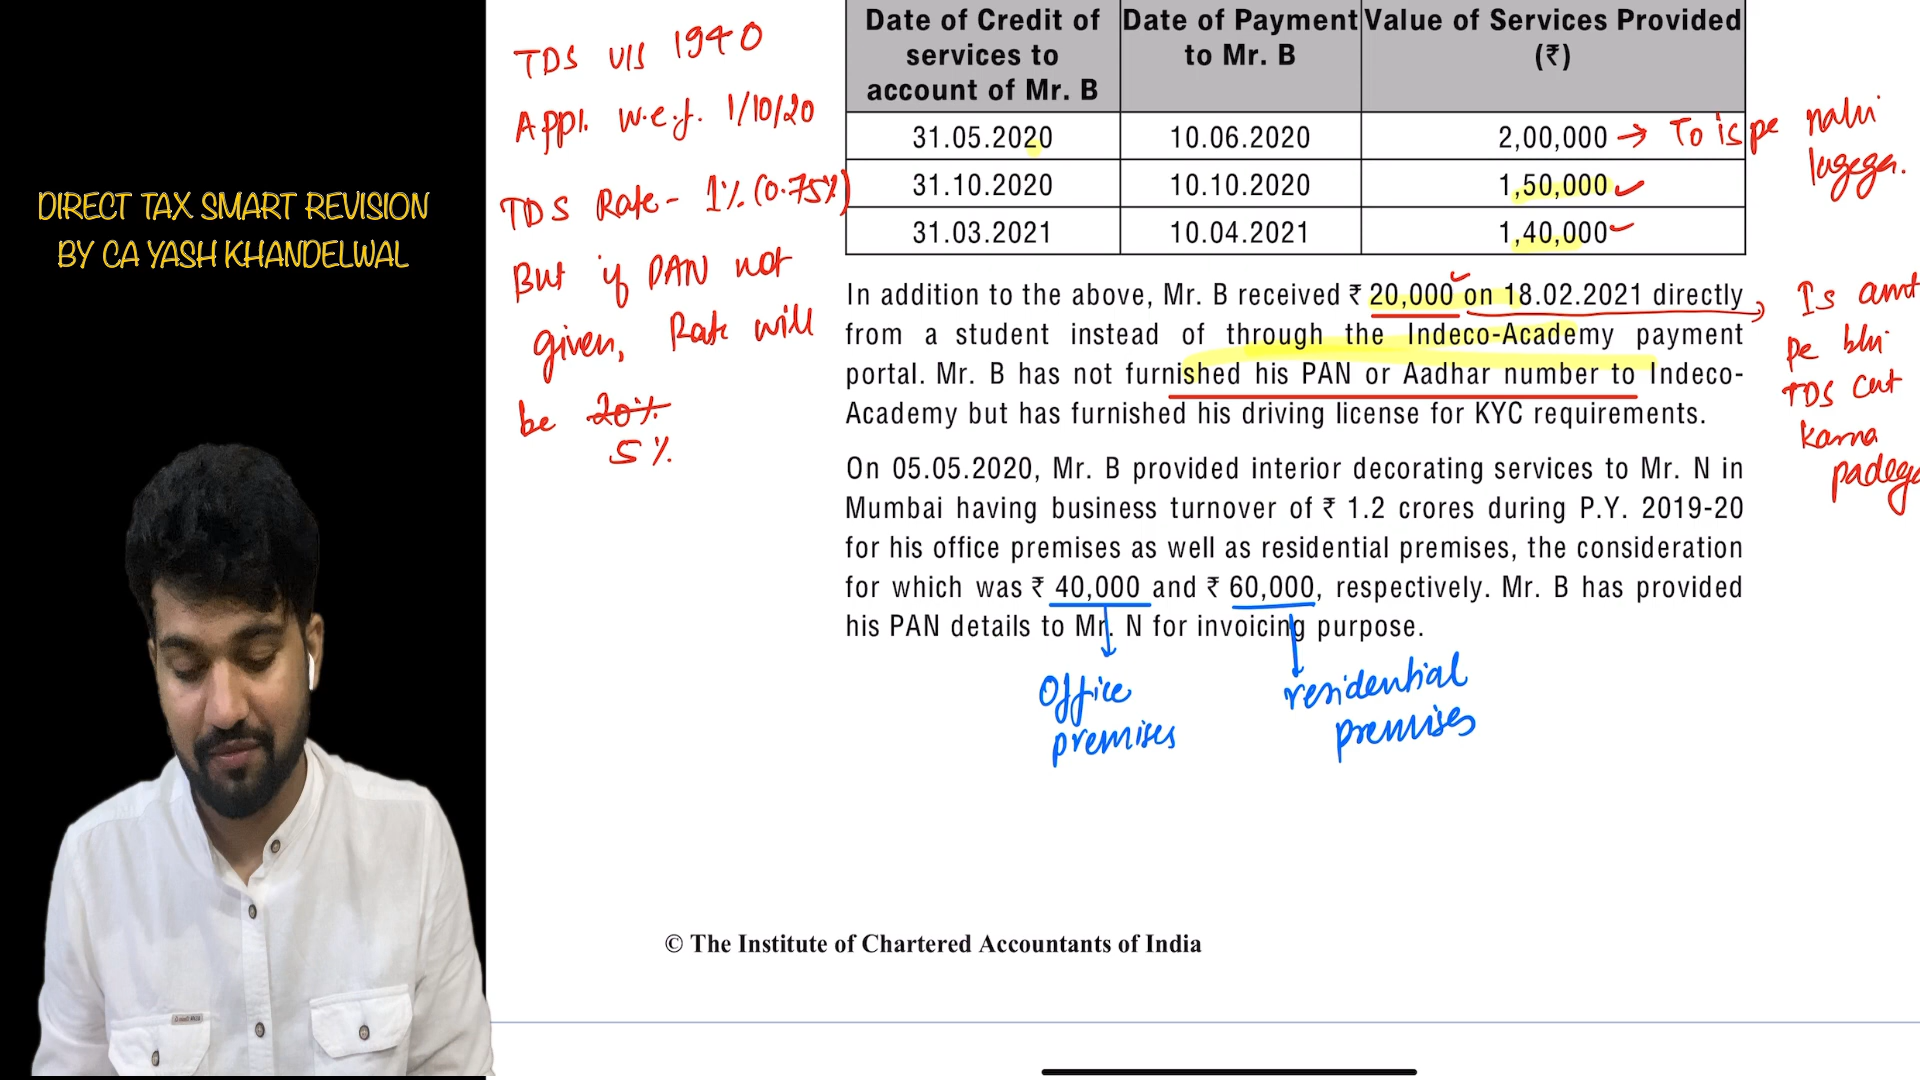 DIRECT TAX SMART REVISION
BY CA YASH KHANDELWAL
TDS u/s 194O
Appl. w.e.f. 1/10/20
TDS Rate - 1% (0.75%)
But if PAN not
given, Rate will
be 20%
5%
Date of Credit of services to account of Mr. B
Date of Payment to Mr. B
Value of Services Provided (₹)
31.05.2020 10.06.2020 2,00,000 → To is pe nahi
lagega.
31.10.2020 10.10.2020 1,50,000
31.03.2021 10.04.2021 1,40,000
In addition to the above, Mr. B received ₹ 20,000 on 18.02.2021 directly
from a student instead of through the Indeco-Academy payment
portal. Mr. B has not furnished his PAN or Aadhar number to Indeco-
Academy but has furnished his driving license for KYC requirements.
Is amt
pe bhi
TDS cut
karna
padega
On 05.05.2020, Mr. B provided interior decorating services to Mr. N in
Mumbai having business turnover of ₹ 1.2 crores during P.Y. 2019-20
for his office premises as well as residential premises, the consideration
for which was ₹ 40,000 and ₹ 60,000, respectively. Mr. B has provided
his PAN details to Mr. N for invoicing purpose.
Office
premises
residential
premises
© The Institute of Chartered Accountants of India